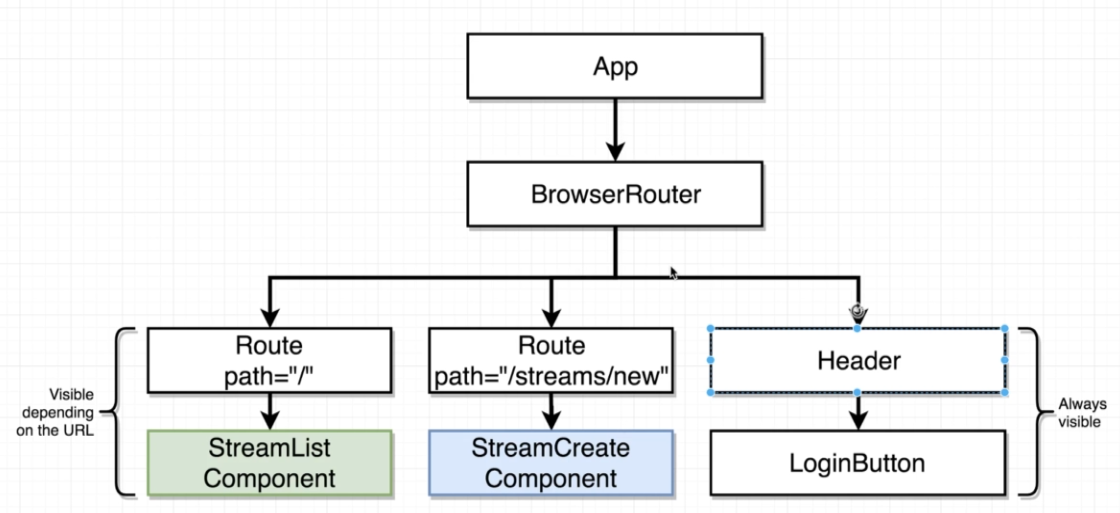 App
BrowserRouter
Route
path="/"
Route
path="/streams/new"
Header
Visible
depending
on the URL
Always
visible
StreamList
Component
StreamCreate
Component
LoginButton